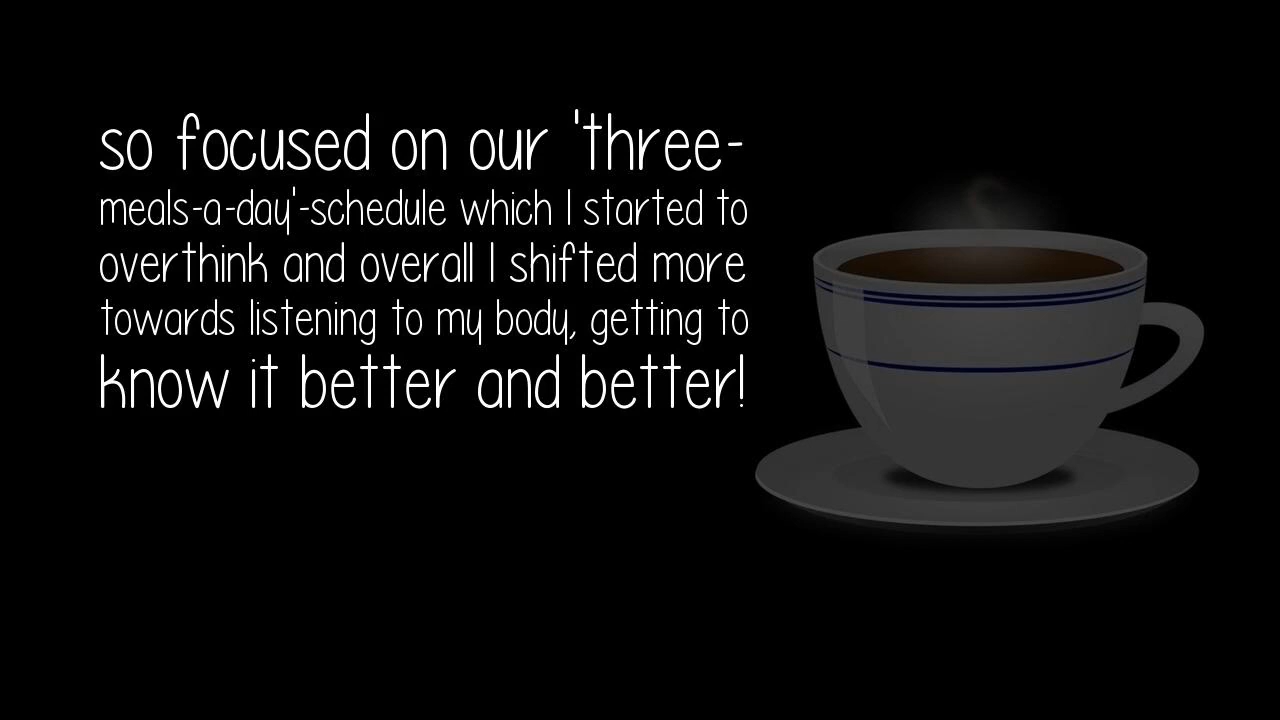 so focused on our 'three-
meals-a-day'-schedule which I started to
overthink and overall I shifted more
towards listening to my body, getting to
know it better and better!